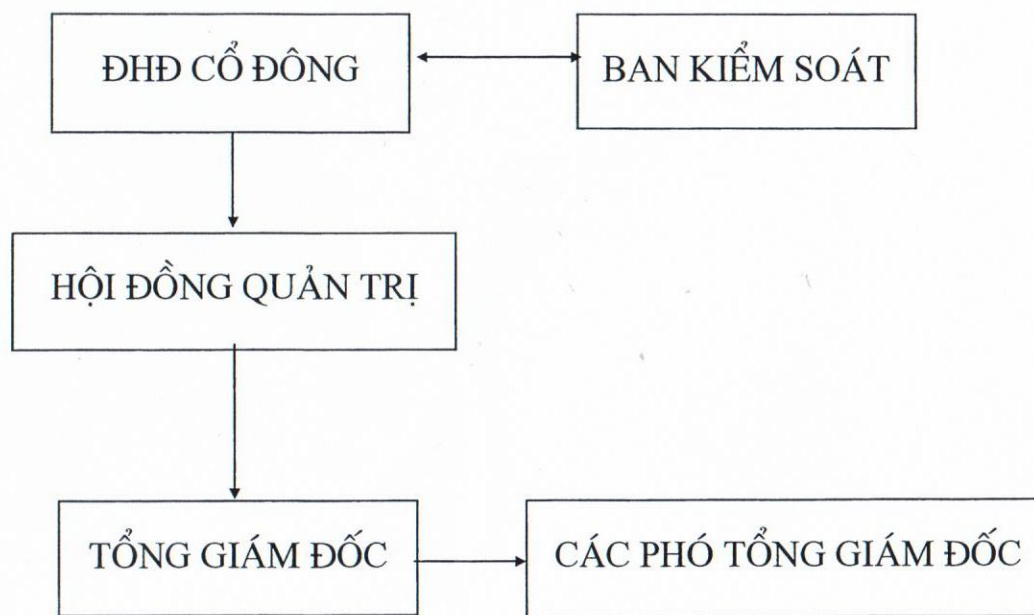 ĐHĐ CỔ ĐÔNG
BAN KIỂM SOÁT
HỘI ĐỒNG QUẢN TRỊ
TỔNG GIÁM ĐỐC
CÁC PHÓ TỔNG GIÁM ĐỐC